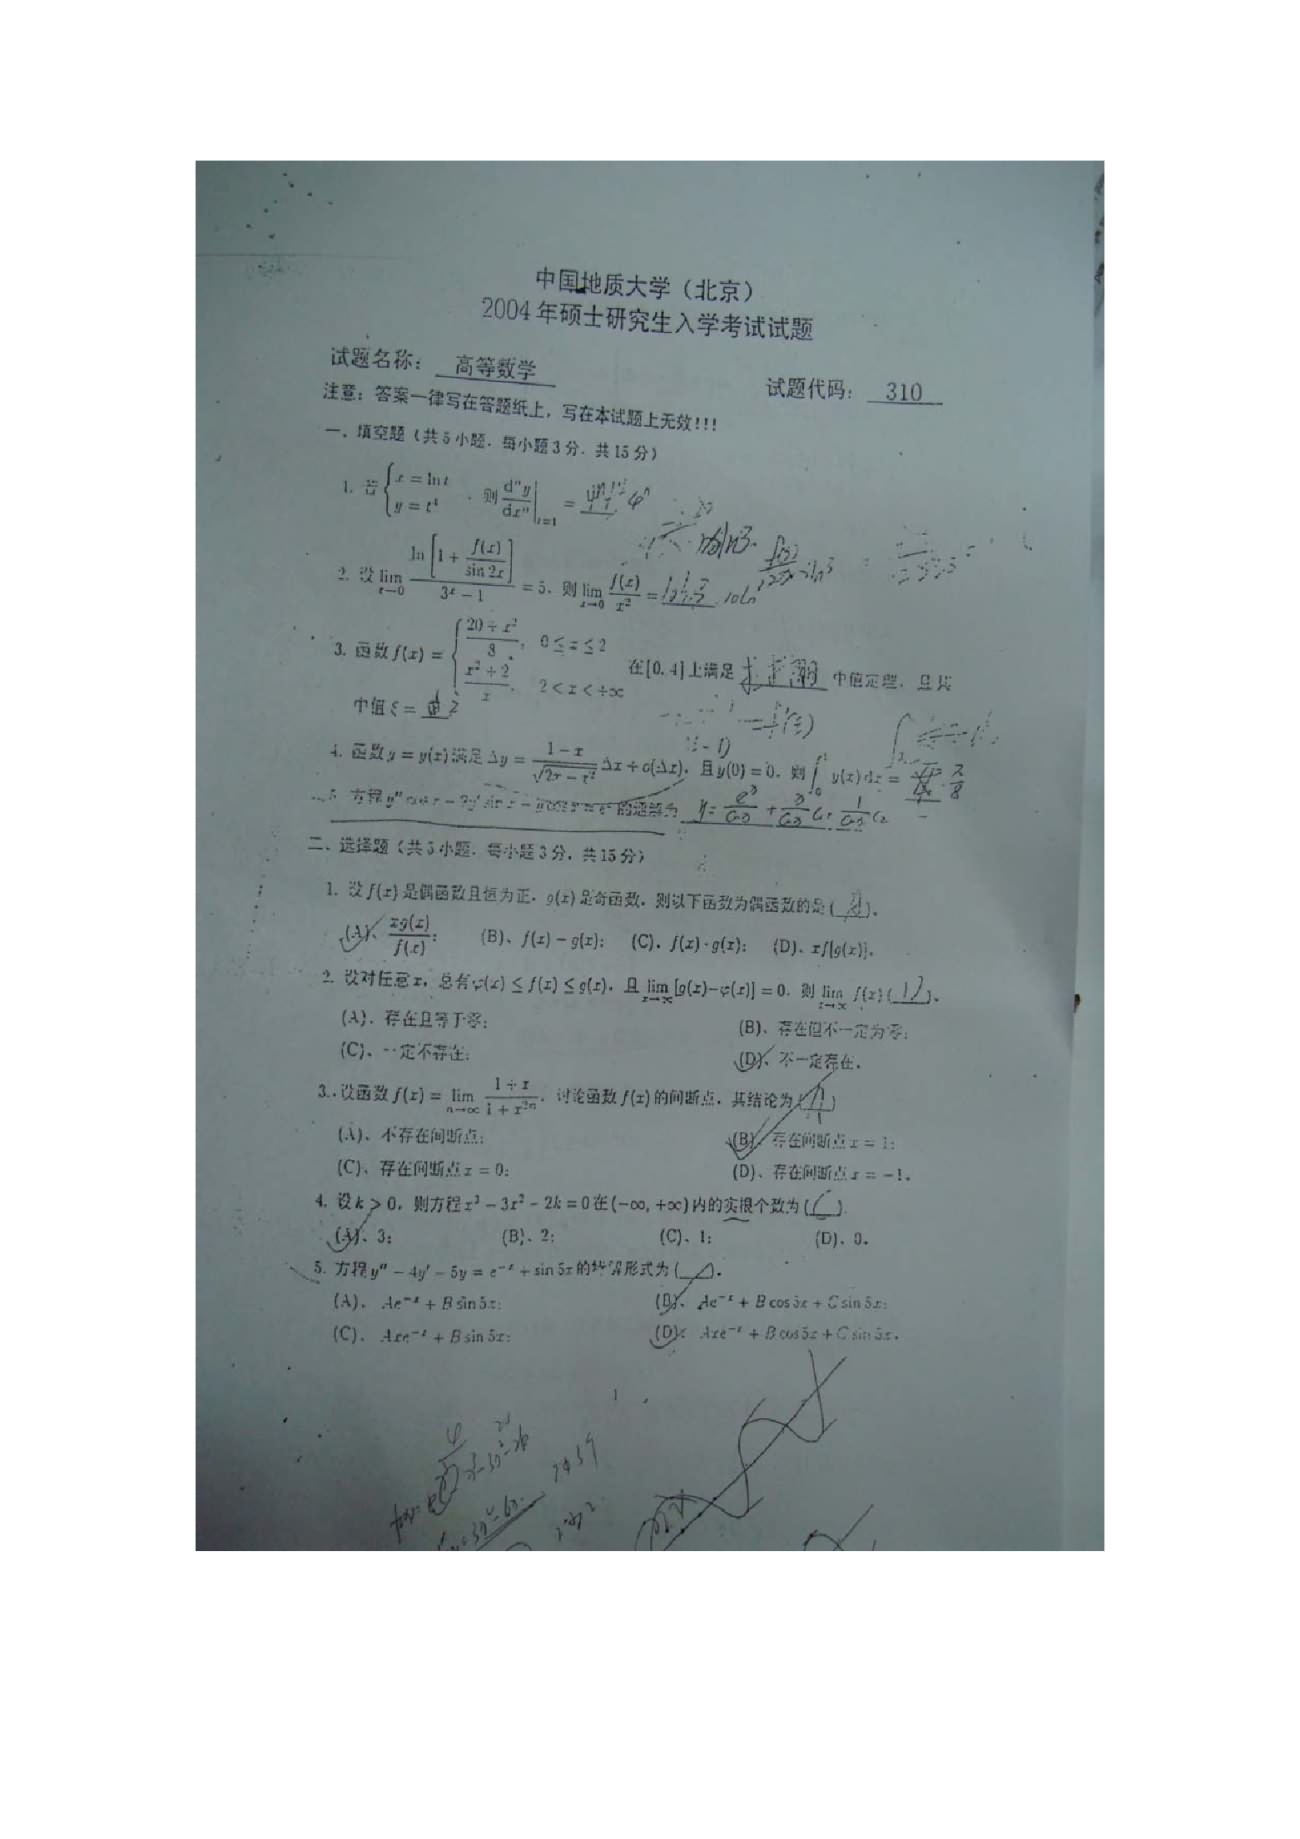 中国地质大学（北京）
2004年硕士研究生入学考试试题
试题名称： 高等数学
试题代码： 310
注意：答案一律写在答题纸上，写在本试题上无效!!!
一、填空题（共5小题，每小题3分，共15分）
1. 若 { x = ln t, y = t⁴ ，则 dⁿy/dxⁿ |_{t=1} = 4ⁿ
2. 设 lim_{x→0} ln[1 + f(x)/sin 2x] / (3ˣ − 1) = 5，则 lim_{x→0} f(x)/x² =
3. 函数 f(x) = { (20 ÷ x²)/8, 0 ≤ x ≤ 2 ; (x² + 2)/x, 2 < x < +∞ 在[0, 4]上满足 中值定理，且其
中值 ξ =
4. 函数 y = y(x) 满足 Δy = (1 − x)/√(2x − x²) Δx + o(Δx)，且 y(0) = 0，则 ∫₀¹ y(x)dx =
5. 方程 y″ cos x − 2y′ sin x − y cos x = eˣ 的通解为
二、选择题（共5小题，每小题3分，共15分）
1. 设 f(x) 是偶函数且恒为正，g(x) 是奇函数，则以下函数为偶函数的是( )．
(A)、xg(x)/f(x)； (B)、f(x) − g(x)； (C)、f(x)·g(x)； (D)、xf[g(x)]．
2. 设对任意 x，总有 φ(x) ≤ f(x) ≤ g(x)，且 lim_{x→∞} [g(x)−φ(x)] = 0，则 lim_{x→∞} f(x) ( )．
(A)、存在且等于零； (B)、存在但不一定为零；
(C)、一定不存在； (D)、不一定存在．
3. 设函数 f(x) = lim_{n→∞} (1 + x)/(1 + x²ⁿ)，讨论函数 f(x) 的间断点，其结论为( )
(A)、不存在间断点； (B)、存在间断点 x = 1；
(C)、存在间断点 x = 0； (D)、存在间断点 x = −1．
4. 设 k > 0，则方程 x³ − 3x² − 2k = 0 在 (−∞, +∞) 内的实根个数为( )
(A)、3； (B)、2； (C)、1； (D)、0．
5. 方程 y″ − 4y′ − 5y = e⁻ˣ + sin 5x 的特解形式为( )．
(A)、Ae⁻ˣ + B sin 5x； (B)、Ae⁻ˣ + B cos 5x + C sin 5x；
(C)、Axe⁻ˣ + B sin 5x； (D)、Axe⁻ˣ + B cos 5x + C sin 5x．
1